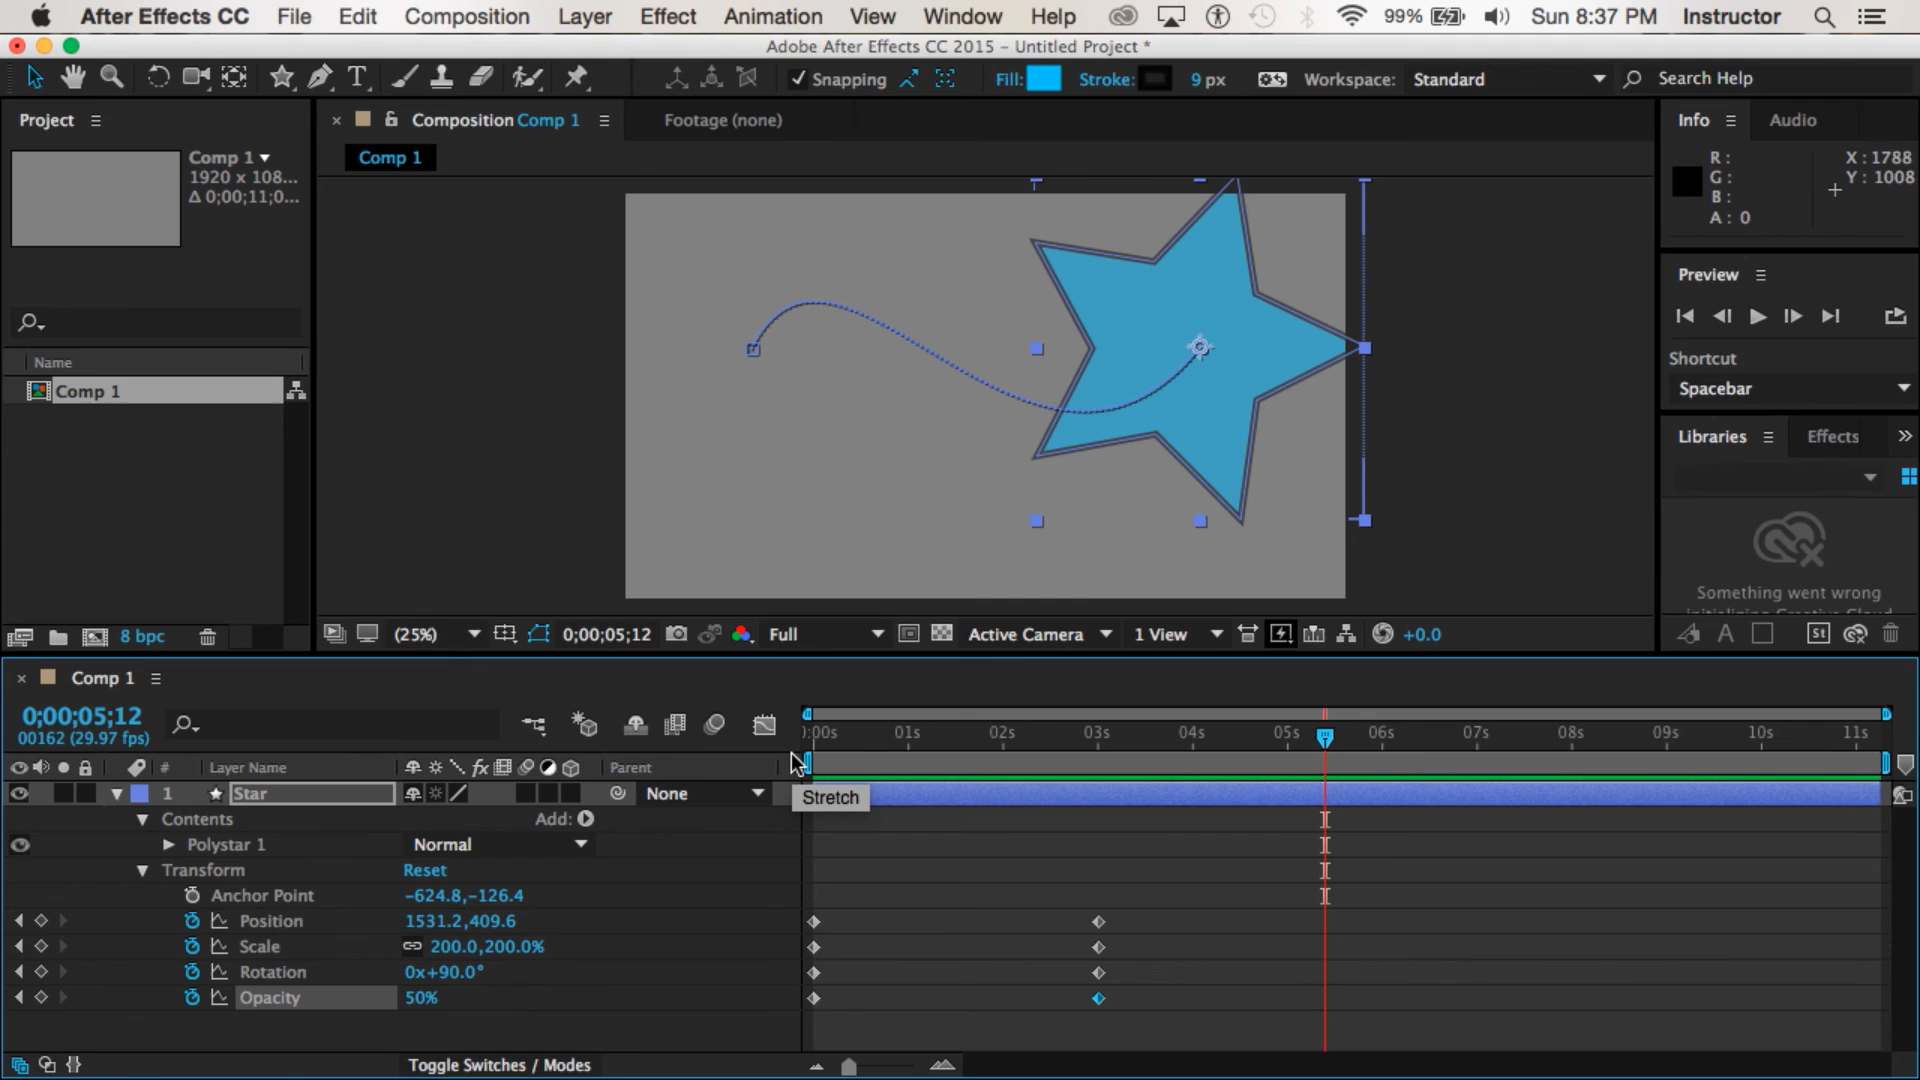 After Effects CC File Edit Composition Layer Effect Animation View Window Help 99% Sun 8:37 PM Instructor
Adobe After Effects CC 2015 – Untitled Project *
Snapping Fill: Stroke: 9 px Workspace: Standard Search Help
Project
Comp 1
1920 x 108...
Δ 0;00;11;0...
Name
Comp 1
8 bpc
Composition Comp 1 Footage (none)
Comp 1
(25%) 0;00;05;12 Full Active Camera 1 View +0.0
Info Audio
R: X : 1788
G: Y : 1008
B:
A : 0
Preview
Shortcut
Spacebar
Libraries Effects
Something went wrong
St
Comp 1
0;00;05;12
00162 (29.97 fps)
):00s 01s 02s 03s 04s 05s 06s 07s 08s 09s 10s 11s
# Layer Name fx Parent
1 Star None
Stretch
Contents Add:
Polystar 1 Normal
Transform Reset
Anchor Point -624.8,-126.4
Position 1531.2,409.6
Scale 200.0,200.0%
Rotation 0x+90.0°
Opacity 50%
Toggle Switches / Modes